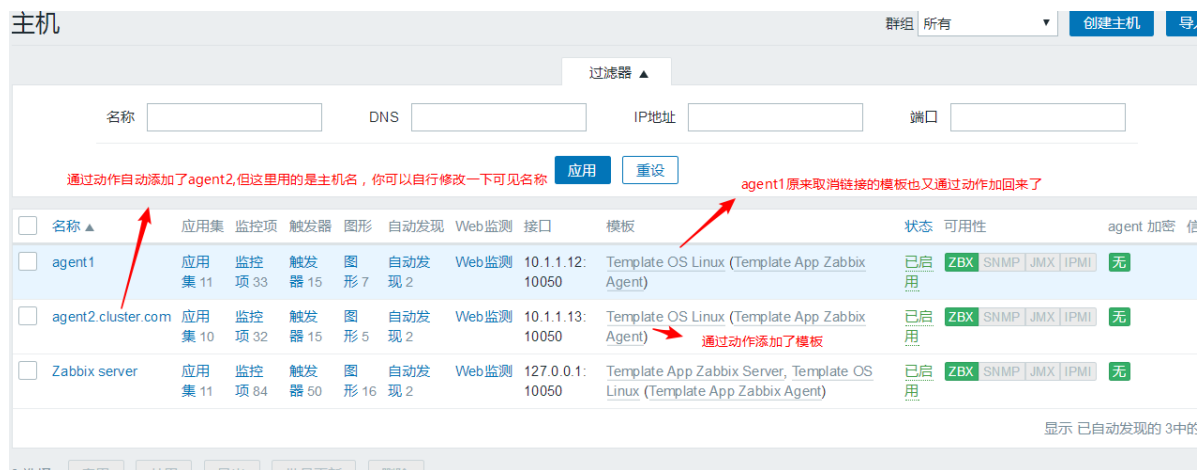 主机
群组 所有 创建主机
过滤器 ▲
名称 DNS IP地址 端口
应用 重设
通过动作自动添加了agent2,但这里用的是主机名，你可以自行修改一下可见名称
agent1原来取消链接的模板也又通过动作加回来了
名称 ▲ 应用集 监控项 触发器 图形 自动发现 Web监测 接口 模板 状态 可用性 agent 加密
agent1 应用 监控 触发 图 自动发 Web监测 10.1.1.12: Template OS Linux (Template App Zabbix 已启 ZBX SNMP JMX IPMI 无
集 11 项 33 器 15 形 7 现 2 10050 Agent) 用
agent2.cluster.com 应用 监控 触发 图 自动发 Web监测 10.1.1.13: Template OS Linux (Template App Zabbix 已启 ZBX SNMP JMX IPMI 无
集 10 项 32 器 15 形 5 现 2 10050 Agent) 用
通过动作添加了模板
Zabbix server 应用 监控 触发 图 自动发 Web监测 127.0.0.1: Template App Zabbix Server, Template OS 已启 ZBX SNMP JMX IPMI 无
集 11 项 84 器 50 形 16 现 2 10050 Linux (Template App Zabbix Agent) 用
显示 已自动发现的 3中的